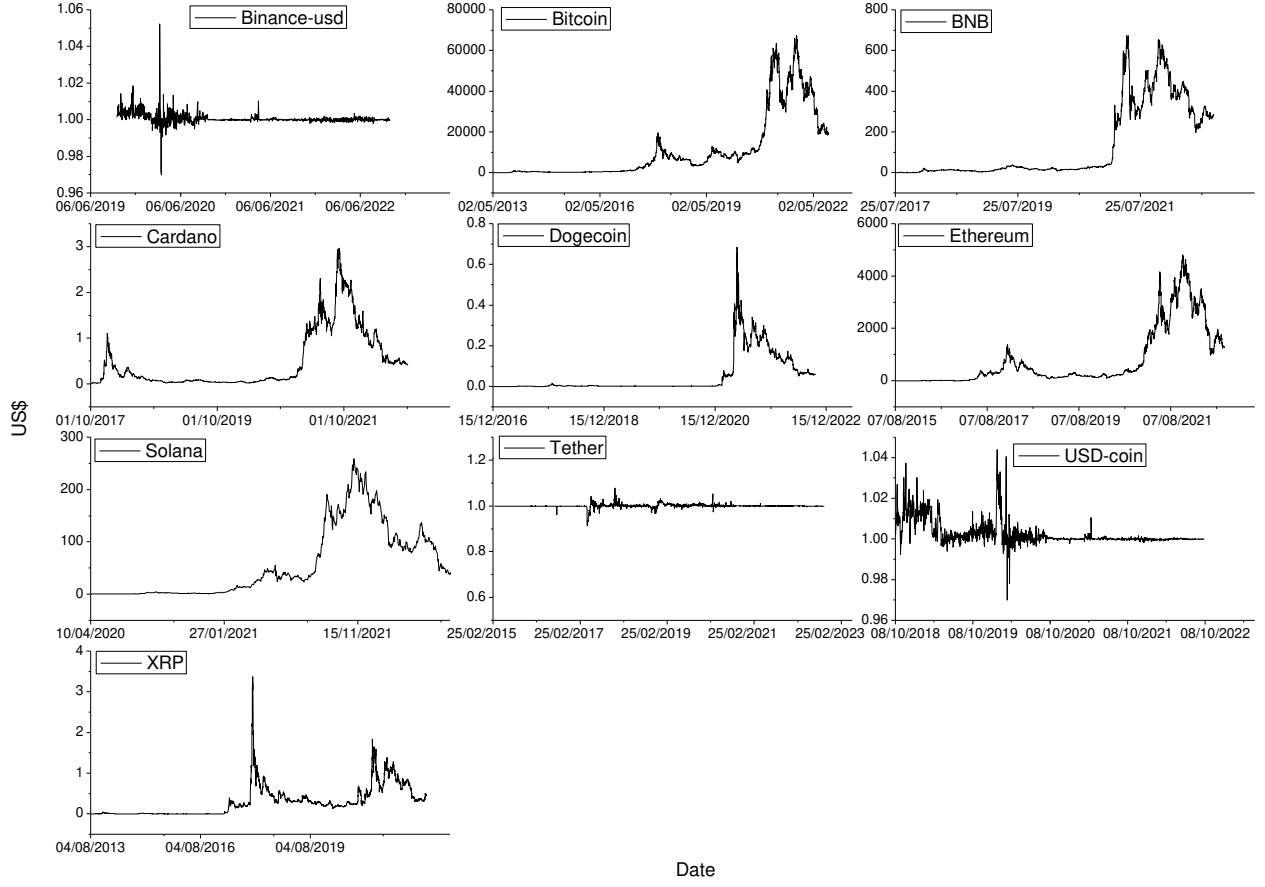 US$
Binance-usd
1.06
1.04
1.02
1.00
0.98
0.96
06/06/2019 06/06/2020 06/06/2021 06/06/2022
Bitcoin
80000
60000
40000
20000
0
02/05/2013 02/05/2016 02/05/2019 02/05/2022
BNB
800
600
400
200
0
25/07/2017 25/07/2019 25/07/2021
Cardano
3
2
1
0
01/10/2017 01/10/2019 01/10/2021
Dogecoin
0.8
0.6
0.4
0.2
0.0
15/12/2016 15/12/2018 15/12/2020 15/12/2022
Ethereum
6000
4000
2000
0
07/08/2015 07/08/2017 07/08/2019 07/08/2021
Solana
300
250
200
150
100
50
0
10/04/2020 27/01/2021 15/11/2021
Tether
1.2
1.0
0.8
0.6
25/02/2015 25/02/2017 25/02/2019 25/02/2021 25/02/2023
USD-coin
1.04
1.02
1.00
0.98
0.96
08/10/2018 08/10/2019 08/10/2020 08/10/2021 08/10/2022
XRP
4
3
2
1
0
04/08/2013 04/08/2016 04/08/2019
Date